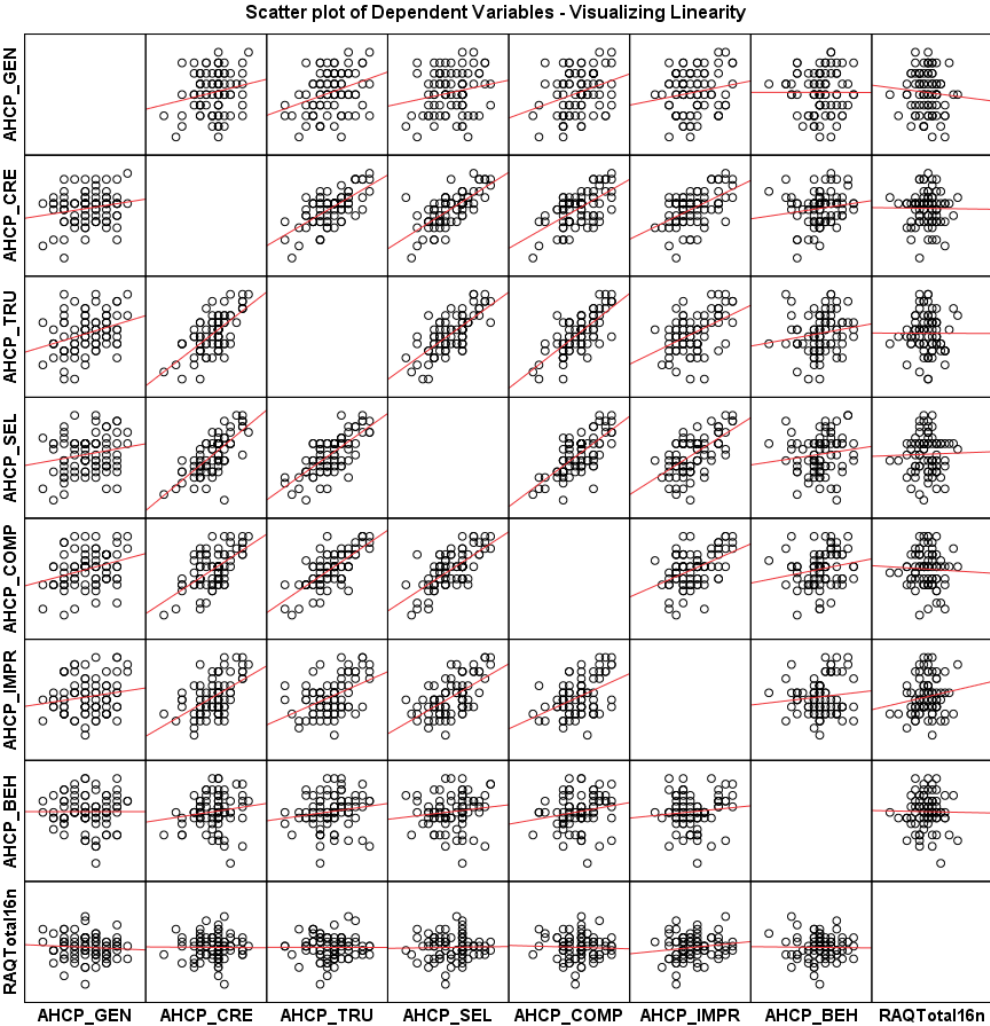 Scatter plot of Dependent Variables - Visualizing Linearity
AHCP_GEN
AHCP_CRE
AHCP_TRU
AHCP_SEL
AHCP_COMP
AHCP_IMPR
AHCP_BEH
RAQTotal16n
AHCP_GEN AHCP_CRE AHCP_TRU AHCP_SEL AHCP_COMP AHCP_IMPR AHCP_BEH RAQTotal16n